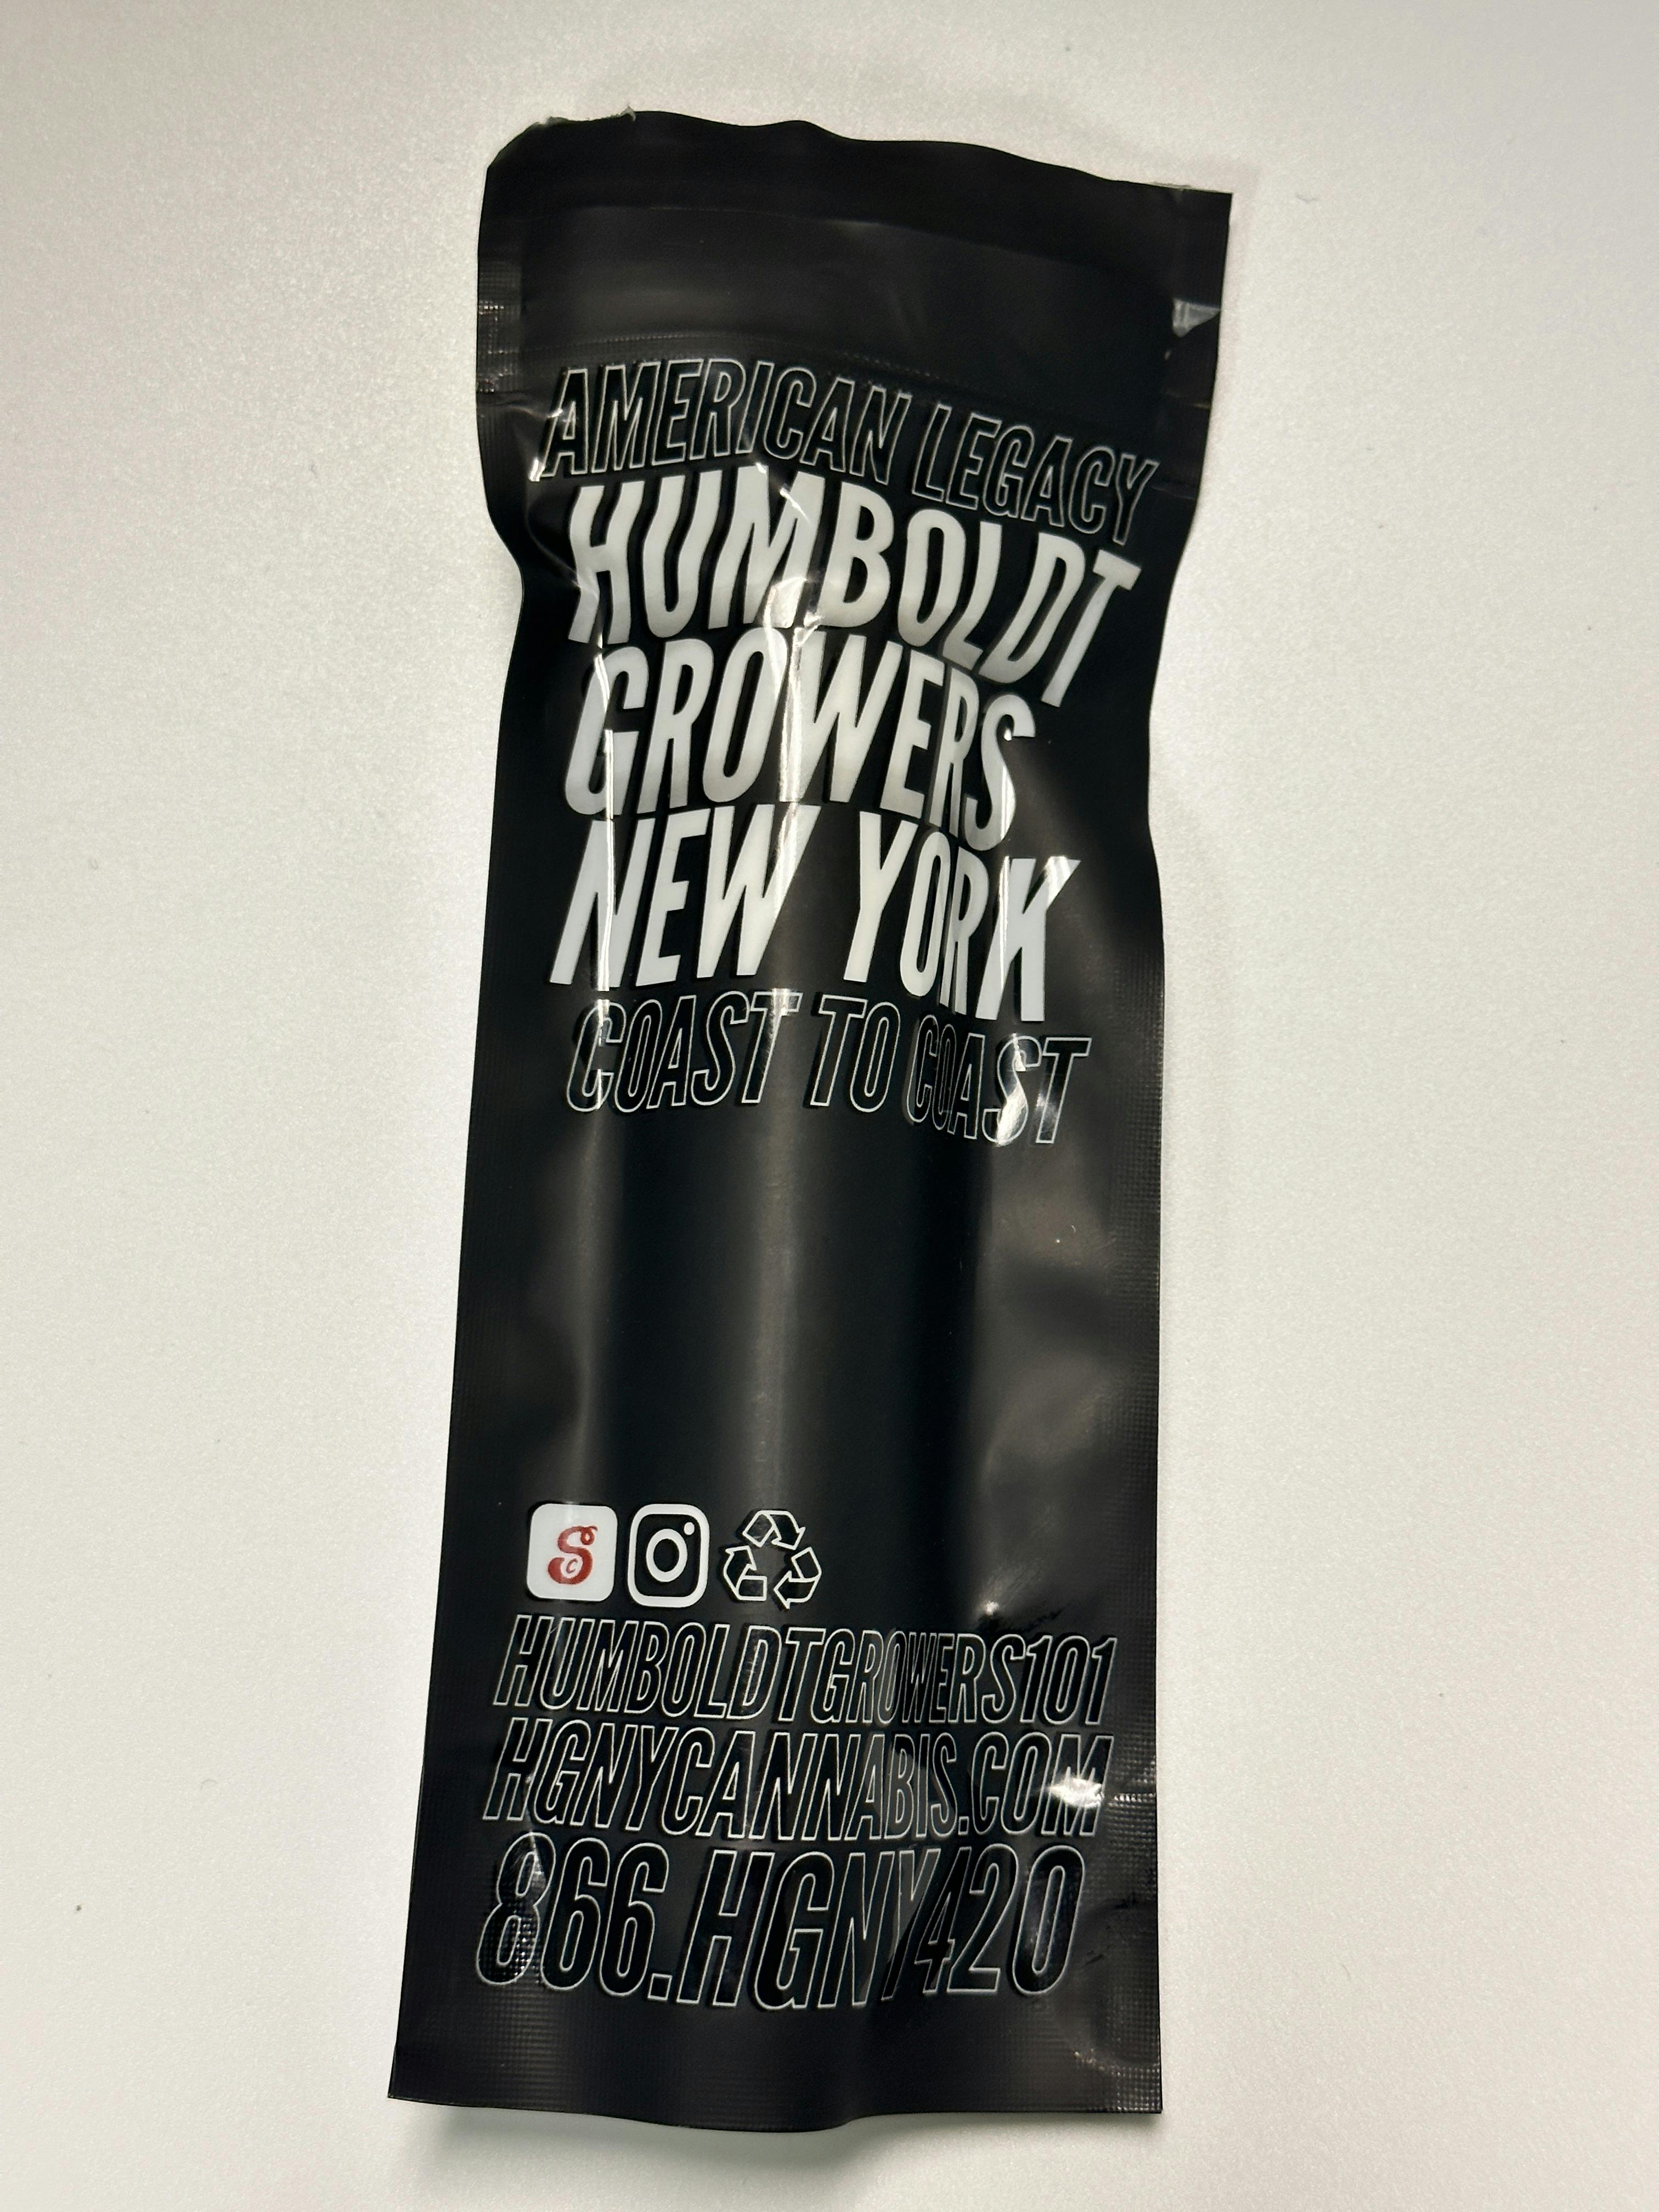 AMERICAN LEGACY
HUMBOLDT
GROWERS
NEW YORK
COAST TO COAST
HUMBOLDTGROWERS101
HGNYCANNABIS.COM
866.HGNY420